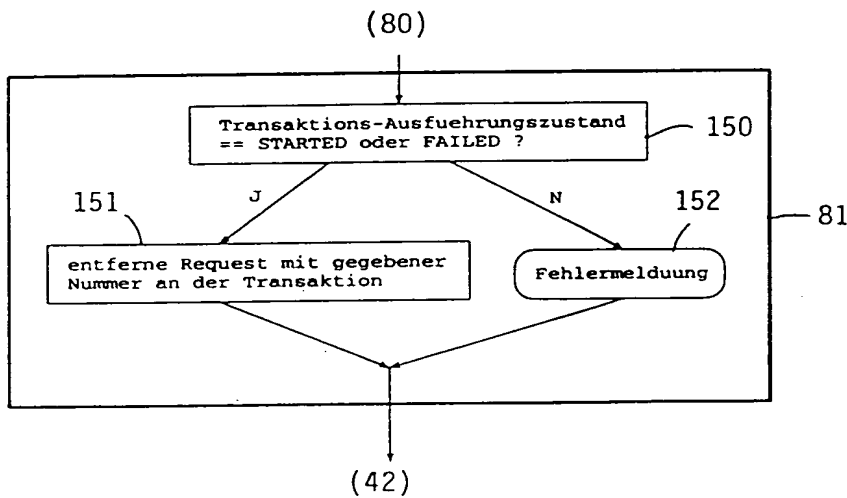 (80)
Transaktions-Ausfuehrungszustand
== STARTED oder FAILED ?
150
J
N
151
152
81
entferne Request mit gegebener
Nummer an der Transaktion
Fehlermelduung
(42)